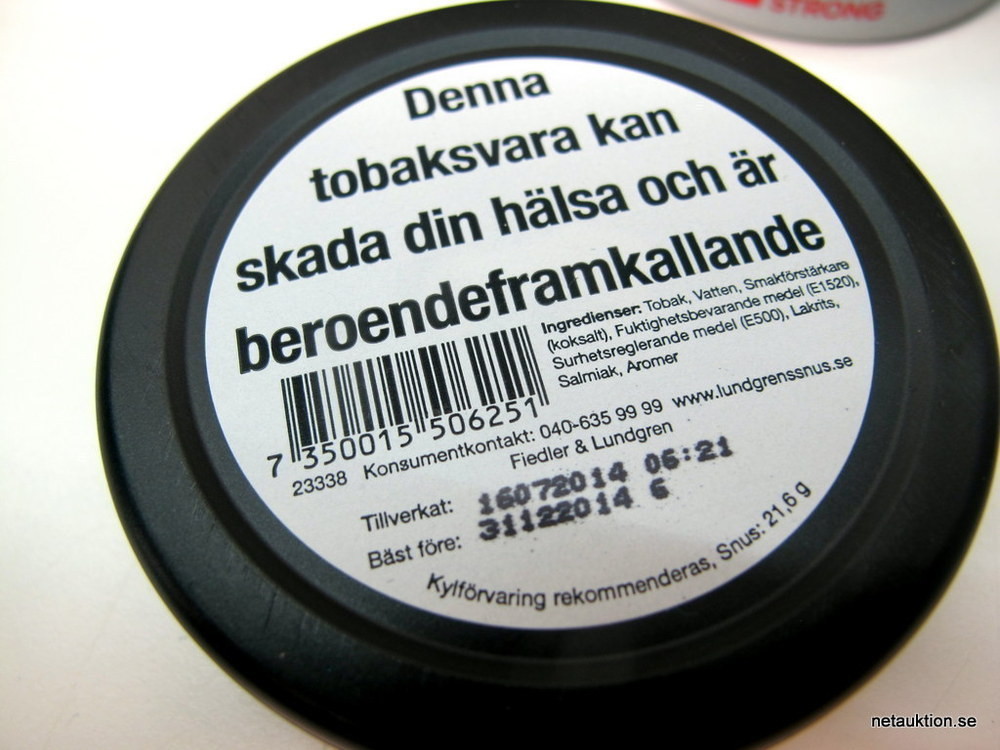 STRONG
Denna
tobaksvara kan
skada din hälsa och är
beroendeframkallande
Ingredienser: Tobak, Vatten, Smakförstärkare
(koksalt), Fuktighetsbevarande medel (E1520),
Surhetsreglerande medel (E500), Lakrits,
Salmiak, Aromer
7 350015 506251
23338 Konsumentkontakt: 040-635 99 99 www.lundgrenssnus.se
Fiedler & Lundgren
Tillverkat: 16072014 06:21
Bäst före: 31122014 6
Kylförvaring rekommenderas, Snus: 21,6 g
netauktion.se